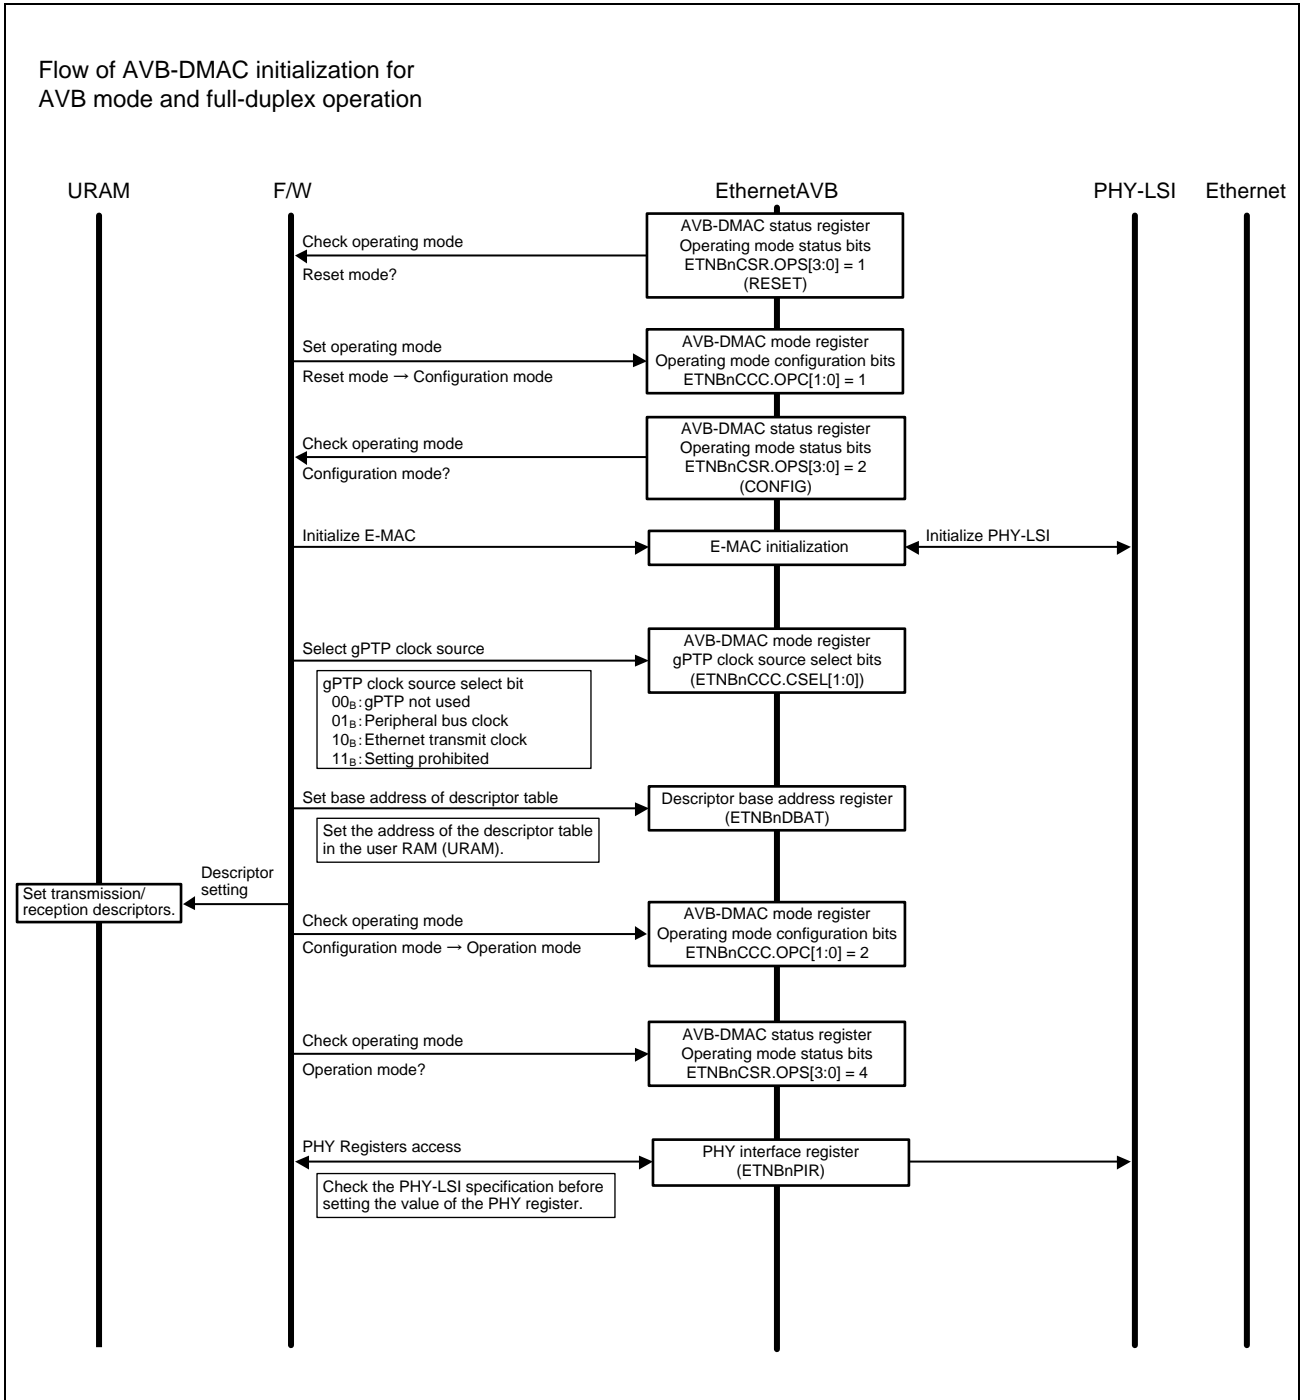 Flow of AVB-DMAC initialization for
AVB mode and full-duplex operation
URAM
F/W
EthernetAVB
PHY-LSI
Ethernet
Check operating mode
Reset mode?
AVB-DMAC status register
Operating mode status bits
ETNBnCSR.OPS[3:0] = 1
(RESET)
Set operating mode
Reset mode → Configuration mode
AVB-DMAC mode register
Operating mode configuration bits
ETNBnCCC.OPC[1:0] = 1
Check operating mode
Configuration mode?
AVB-DMAC status register
Operating mode status bits
ETNBnCSR.OPS[3:0] = 2
(CONFIG)
Initialize E-MAC
E-MAC initialization
Initialize PHY-LSI
Select gPTP clock source
AVB-DMAC mode register
gPTP clock source select bits
(ETNBnCCC.CSEL[1:0])
gPTP clock source select bit
00B: gPTP not used
01B: Peripheral bus clock
10B: Ethernet transmit clock
11B: Setting prohibited
Set base address of descriptor table
Descriptor base address register
(ETNBnDBAT)
Set the address of the descriptor table
in the user RAM (URAM).
Descriptor
setting
Set transmission/
reception descriptors.
Check operating mode
Configuration mode → Operation mode
AVB-DMAC mode register
Operating mode configuration bits
ETNBnCCC.OPC[1:0] = 2
Check operating mode
Operation mode?
AVB-DMAC status register
Operating mode status bits
ETNBnCSR.OPS[3:0] = 4
PHY Registers access
PHY interface register
(ETNBnPIR)
Check the PHY-LSI specification before
setting the value of the PHY register.